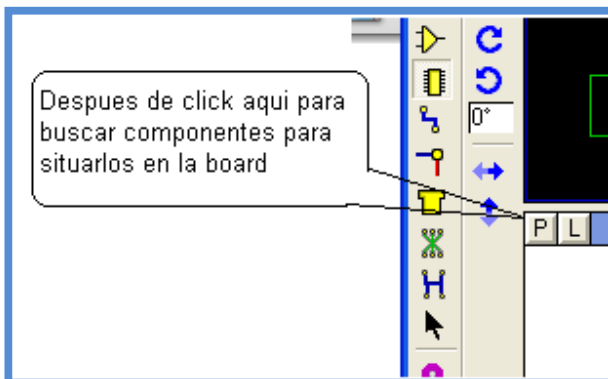 Despues de click aqui para
buscar componentes para
situarlos en la board
0°
P L